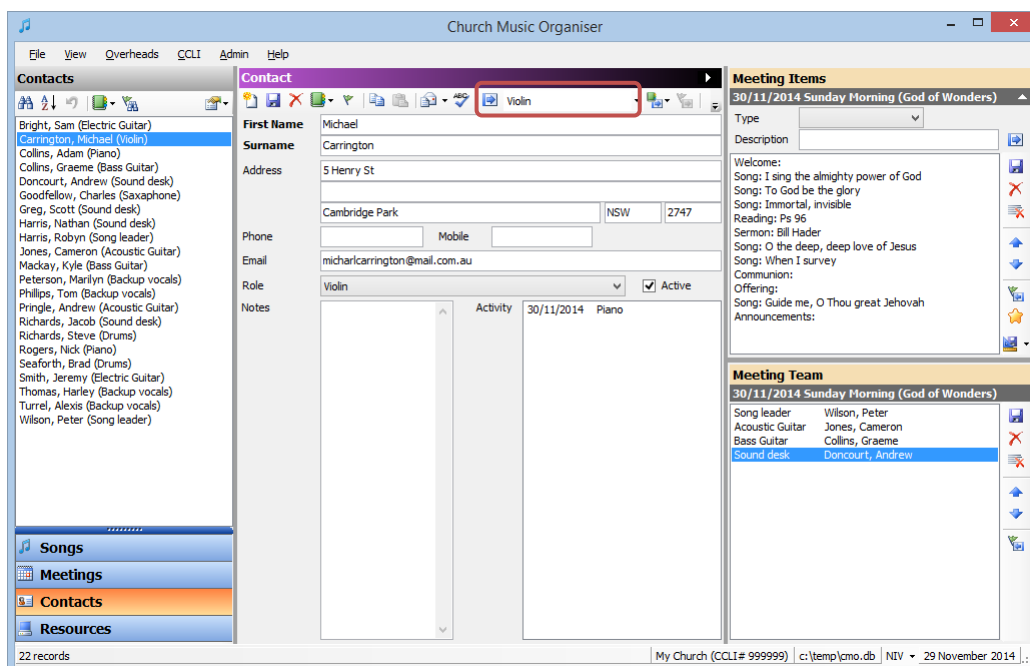 Church Music Organiser
File View Overheads CCLI Admin Help
Contacts
Bright, Sam (Electric Guitar)
Carrington, Michael (Violin)
Collins, Adam (Piano)
Collins, Graeme (Bass Guitar)
Doncourt, Andrew (Sound desk)
Goodfellow, Charles (Saxaphone)
Greg, Scott (Sound desk)
Harris, Nathan (Sound desk)
Harris, Robyn (Song leader)
Jones, Cameron (Acoustic Guitar)
Mackay, Kyle (Bass Guitar)
Peterson, Marilyn (Backup vocals)
Phillips, Tom (Backup vocals)
Pringle, Andrew (Acoustic Guitar)
Richards, Jacob (Sound desk)
Richards, Steve (Drums)
Rogers, Nick (Piano)
Seaforth, Brad (Drums)
Smith, Jeremy (Electric Guitar)
Thomas, Harley (Backup vocals)
Turrel, Alexis (Backup vocals)
Wilson, Peter (Song leader)
Songs
Meetings
Contacts
Resources
Contact
ABC Violin
First Name Michael
Surname Carrington
Address 5 Henry St
Cambridge Park NSW 2747
Phone Mobile
Email micharlcarrington@mail.com.au
Role Violin Active
Notes Activity 30/11/2014 Piano
Meeting Items
30/11/2014 Sunday Morning (God of Wonders)
Type
Description
Welcome:
Song: I sing the almighty power of God
Song: To God be the glory
Song: Immortal, invisible
Reading: Ps 96
Sermon: Bill Hader
Song: O the deep, deep love of Jesus
Song: When I survey
Communion:
Offering:
Song: Guide me, O Thou great Jehovah
Announcements:
Meeting Team
30/11/2014 Sunday Morning (God of Wonders)
Song leader Wilson, Peter
Acoustic Guitar Jones, Cameron
Bass Guitar Collins, Graeme
Sound desk Doncourt, Andrew
22 records My Church (CCLI# 999999) c:\temp\cmo.db NIV 29 November 2014